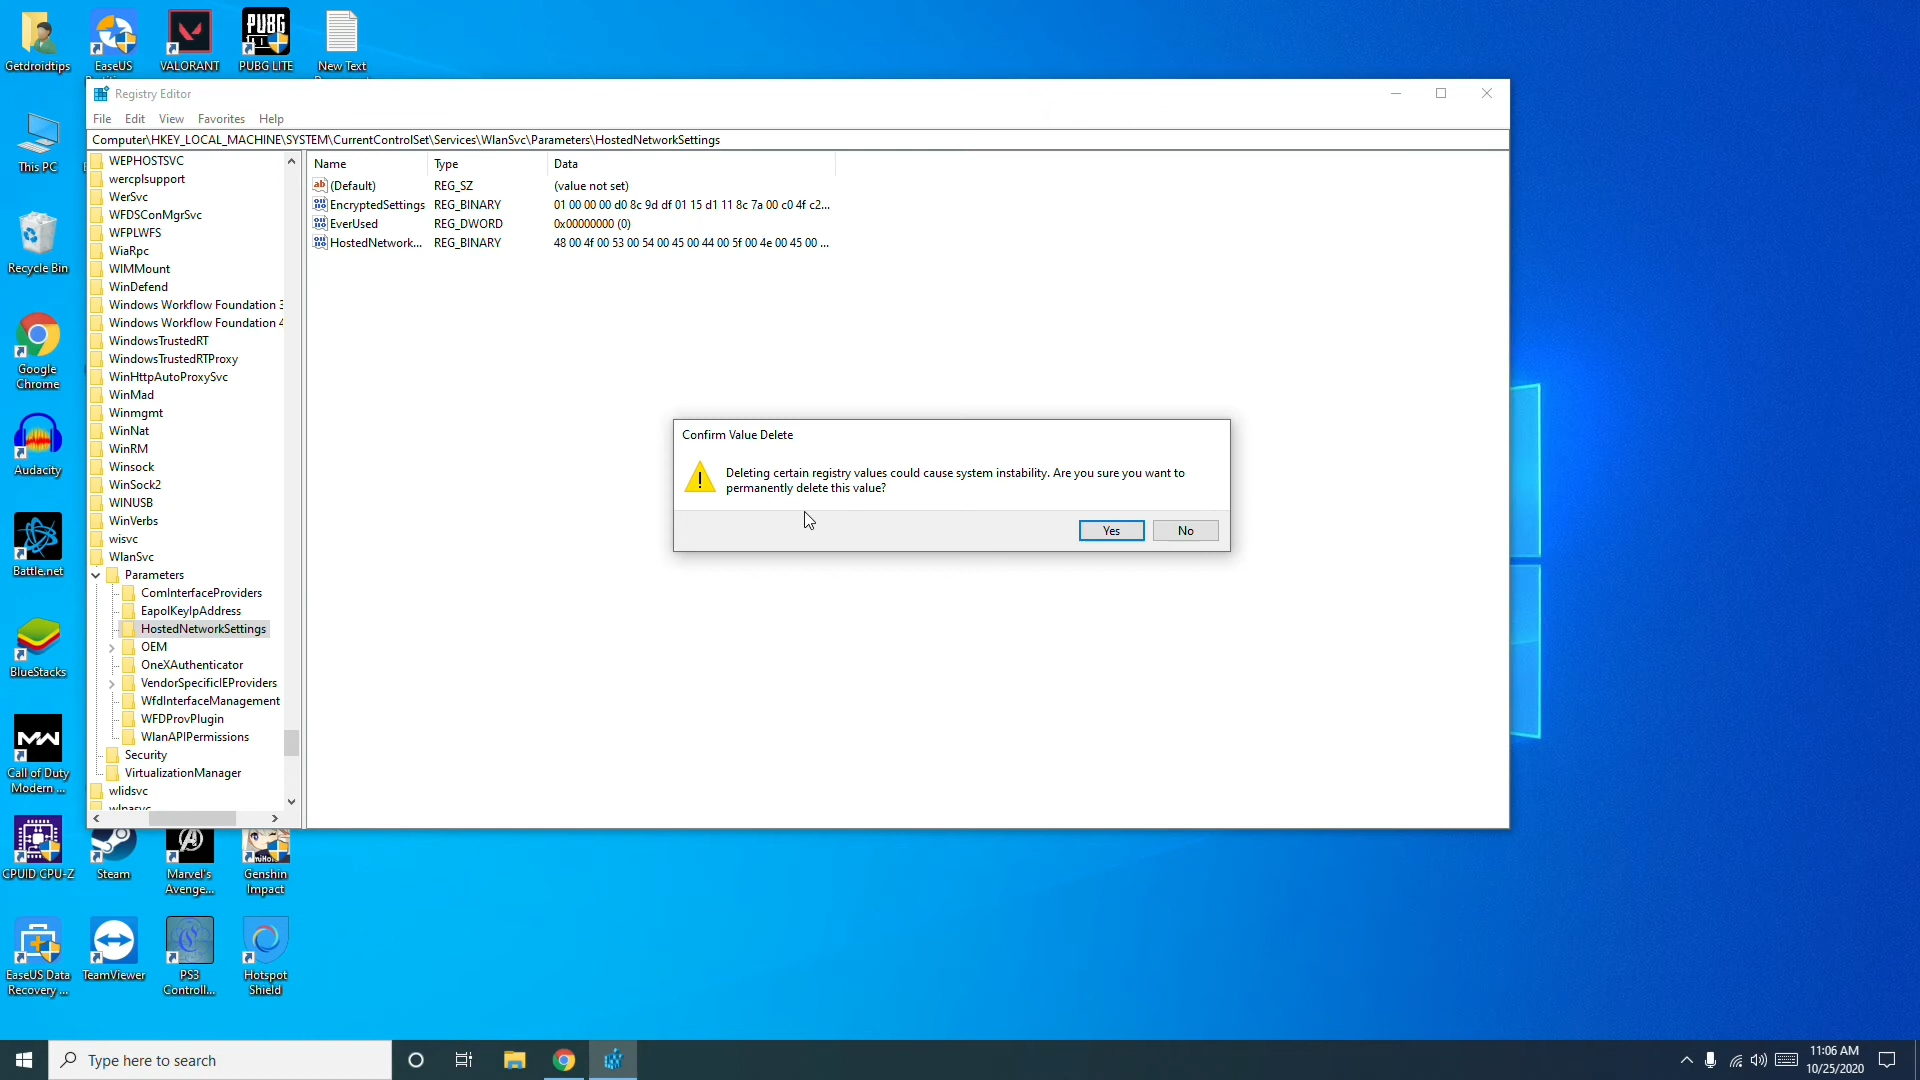 Getdroidtips
EaseUS
VALORANT
PUBG LITE
New Text
Registry Editor
File Edit View Favorites Help
Computer\HKEY_LOCAL_MACHINE\SYSTEM\CurrentControlSet\Services\WlanSvc\Parameters\HostedNetworkSettings
WEPHOSTSVC
wercplsupport
WerSvc
WFDSConMgrSvc
WFPLWFS
WiaRpc
WIMMount
WinDefend
Windows Workflow Foundation 3
Windows Workflow Foundation 4
WindowsTrustedRT
WindowsTrustedRTProxy
WinHttpAutoProxySvc
WinMad
Winmgmt
WinNat
WinRM
Winsock
WinSock2
WINUSB
WinVerbs
wisvc
WlanSvc
Parameters
ComInterfaceProviders
EapolKeyIpAddress
HostedNetworkSettings
OEM
OneXAuthenticator
VendorSpecificIEProviders
WfdInterfaceManagement
WFDProvPlugin
WlanAPIPermissions
Security
VirtualizationManager
wlidsvc
Name Type Data
(Default) REG_SZ (value not set)
EncryptedSettings REG_BINARY 01 00 00 00 d0 8c 9d df 01 15 d1 11 8c 7a 00 c0 4f c2...
EverUsed REG_DWORD 0x00000000 (0)
HostedNetwork... REG_BINARY 48 00 4f 00 53 00 54 00 45 00 44 00 5f 00 4e 00 45 00 ...
Confirm Value Delete
Deleting certain registry values could cause system instability. Are you sure you want to
permanently delete this value?
Yes No
This PC
Recycle Bin
Google
Chrome
Audacity
Battle.net
BlueStacks
Call of Duty
Modern ...
CPUID CPU-Z
Steam
Marvel's
Avenge...
Genshin
Impact
EaseUS Data
Recovery ...
TeamViewer
PS3
Controll...
Hotspot
Shield
Type here to search
11:06 AM
10/25/2020